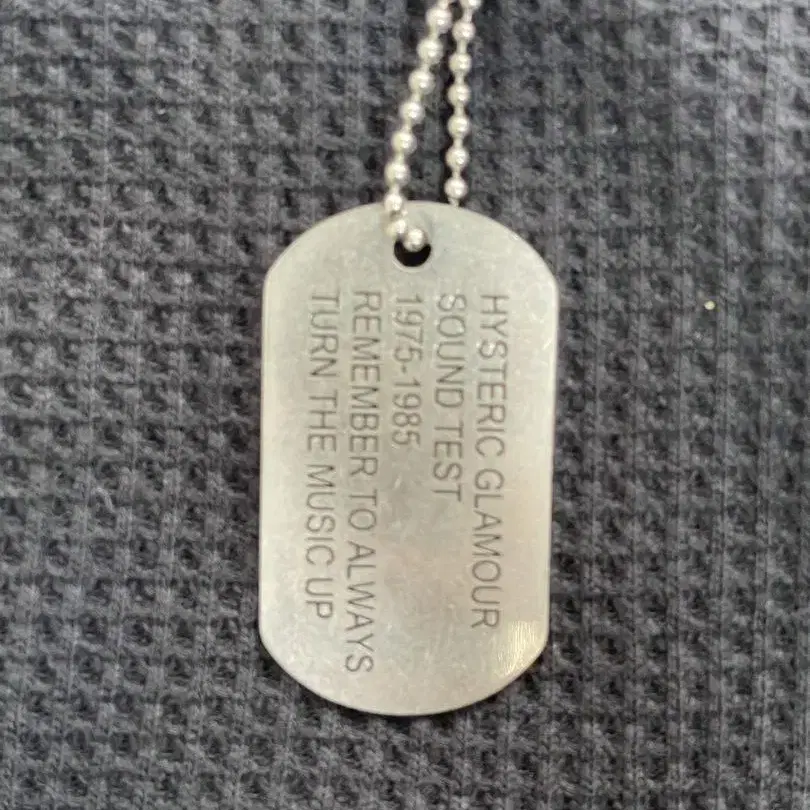 HYSTERIC GLAMOUR
SOUND TEST
1975-1985
REMEMBER TO ALWAYS
TURN THE MUSIC UP